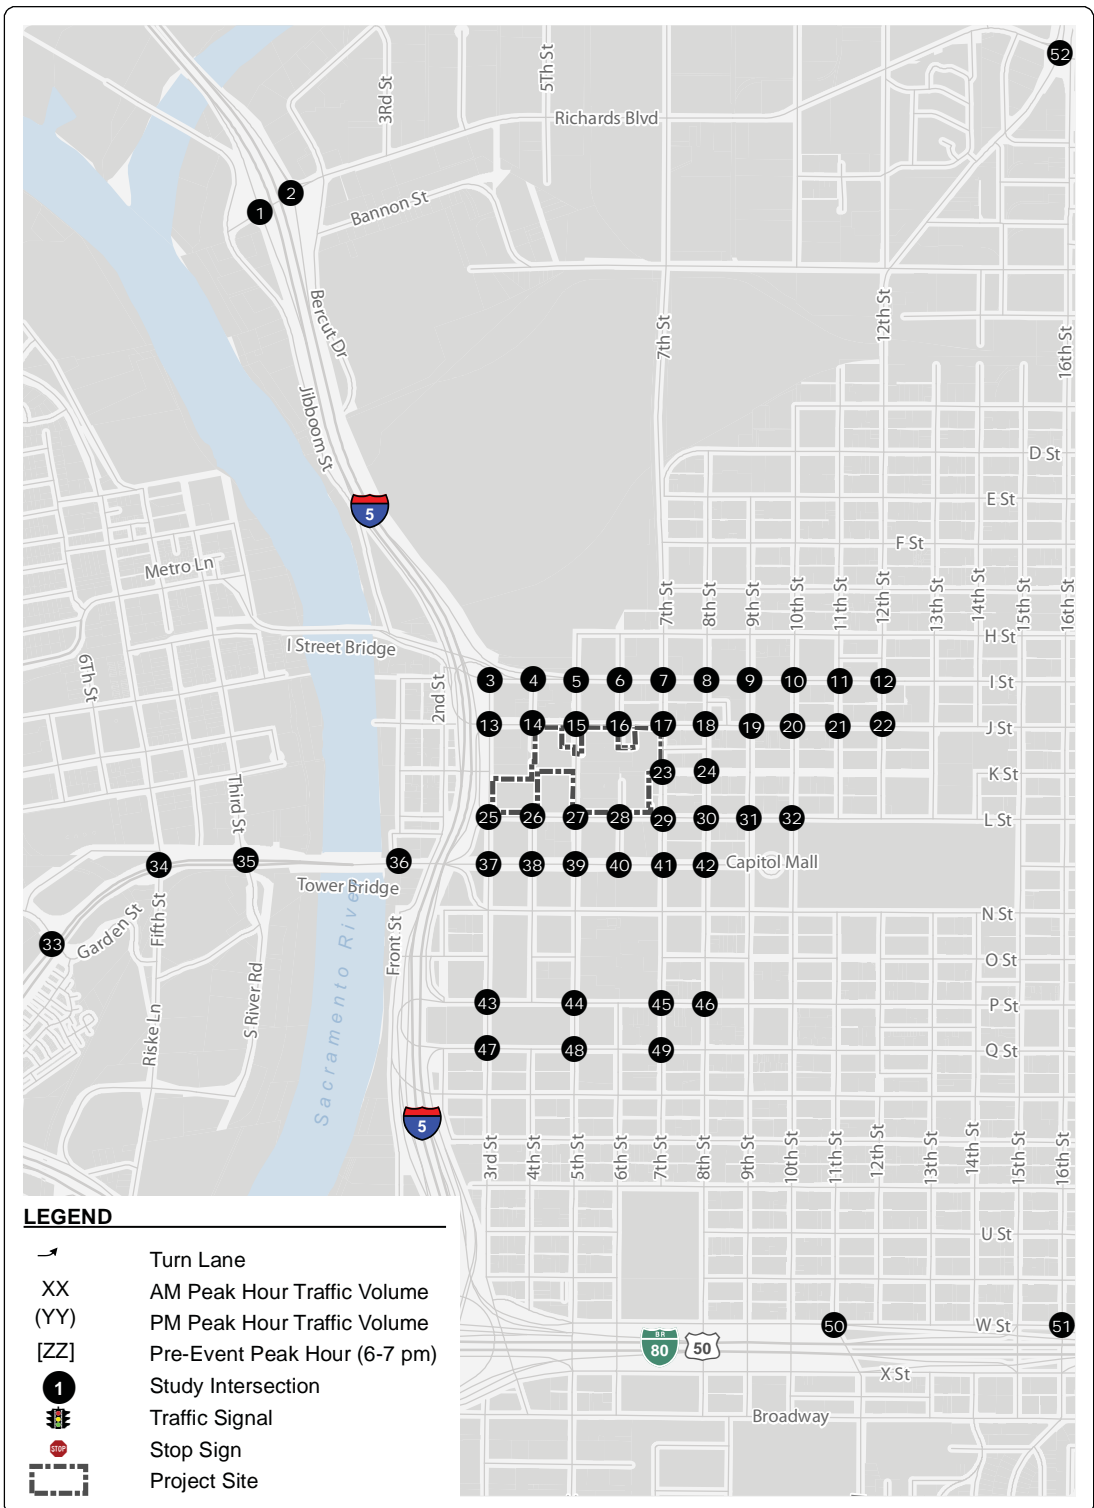 52
5Th St
3Rd St
Richards Blvd
2
1
Bannon St
12th St
7th St
16th St
Bercut Dr
Jibboom St
D St
5
E St
F St
Metro Ln
7th St
8th St
9th St
10th St
11th St
12th St
13th St
14th St
15th St
16th St
H St
I Street Bridge
6Th St
2nd St
3 4 5 6 7 8 9 10 11 12 I St
13 14 15 16 17 18 19 20 21 22 J St
23 24 K St
Third St
25 26 27 28 29 30 31 32 L St
34 35 36 37 38 39 40 41 42 Capitol Mall
Tower Bridge
33
Garden St
Fifth St
Front St
N St
O St
S River Rd
Riske Ln
Sacramento River
43 44 45 46 P St
47 48 49 Q St
5
3rd St
4th St
5th St
6th St
7th St
8th St
9th St
10th St
11th St
12th St
13th St
14th St
15th St
16th St
U St
50 W St 51
BR
80 50
X St
Broadway
LEGEND
Turn Lane
XX AM Peak Hour Traffic Volume
(YY) PM Peak Hour Traffic Volume
[ZZ] Pre-Event Peak Hour (6-7 pm)
1 Study Intersection
Traffic Signal
STOP Stop Sign
Project Site